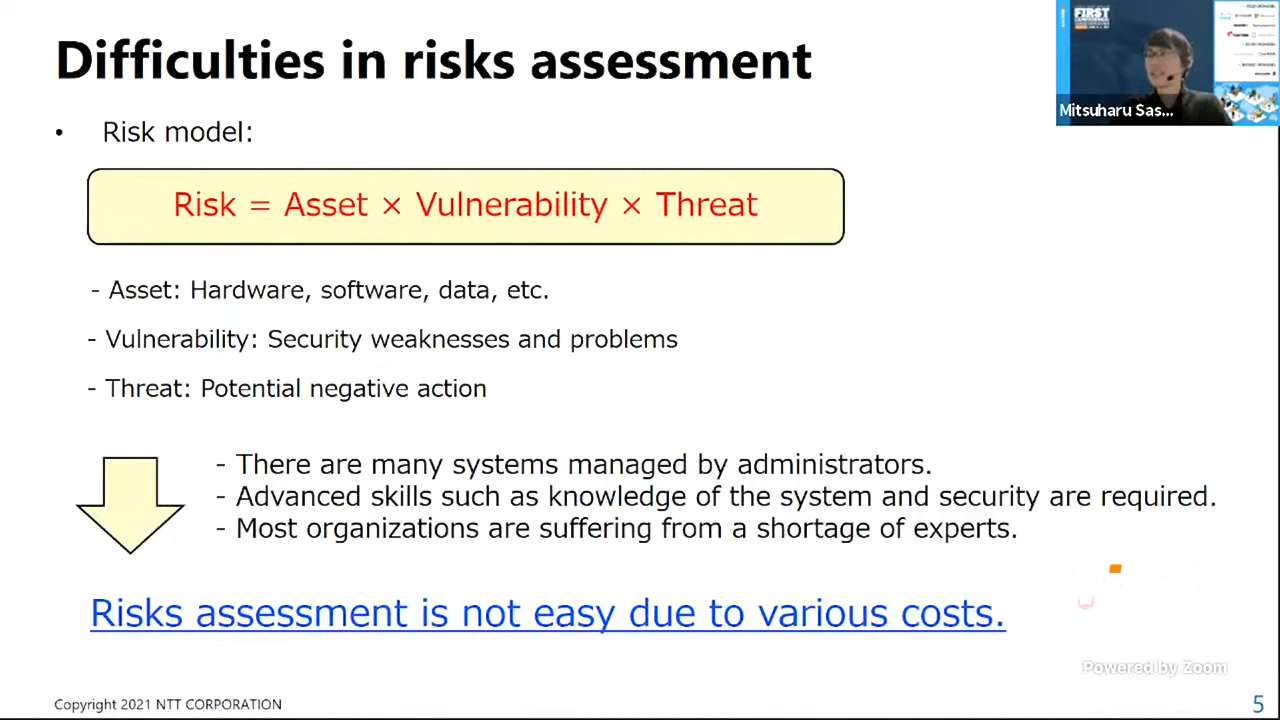 Difficulties in risks assessment
• Risk model:
Risk = Asset × Vulnerability × Threat
- Asset: Hardware, software, data, etc.
- Vulnerability: Security weaknesses and problems
- Threat: Potential negative action
- There are many systems managed by administrators.
- Advanced skills such as knowledge of the system and security are required.
- Most organizations are suffering from a shortage of experts.
Risks assessment is not easy due to various costs.
Copyright 2021 NTT CORPORATION
5
FIRST
Mitsuharu Sas...
Powered by Zoom